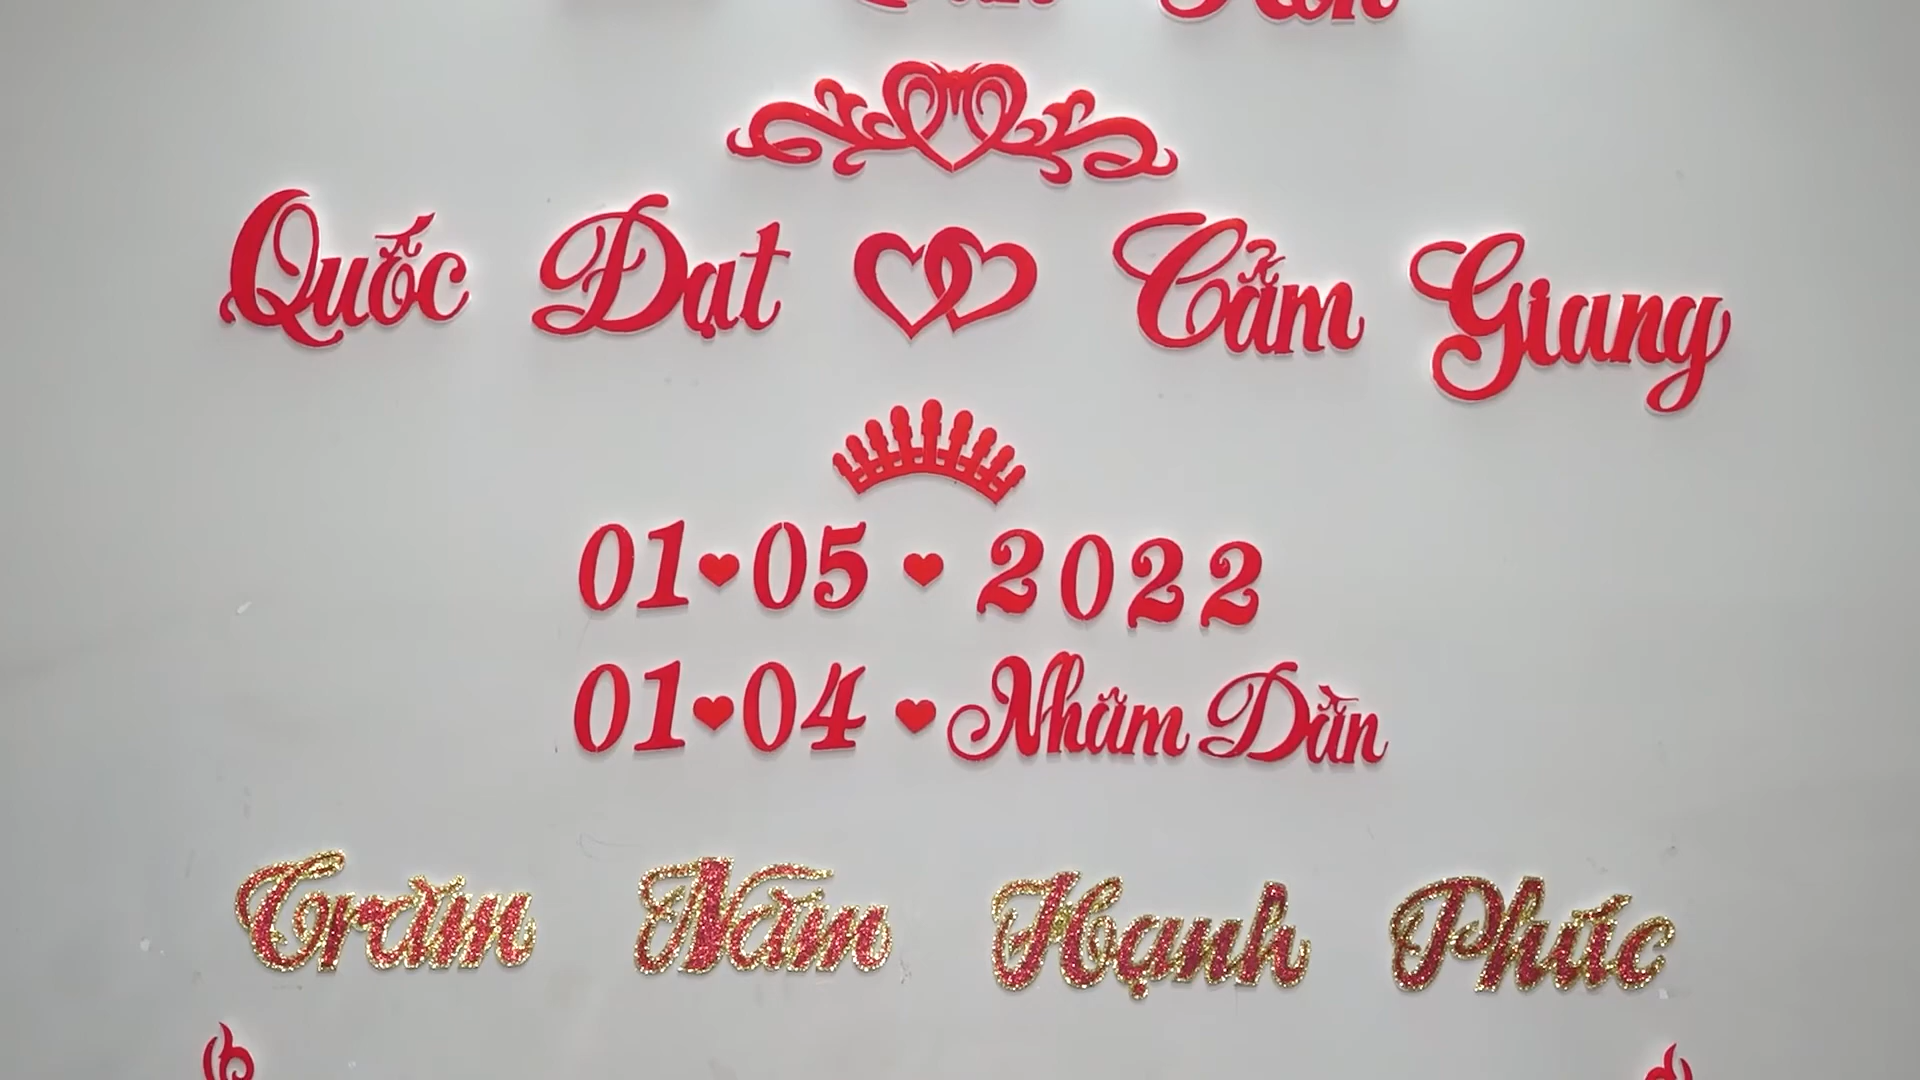 Quốc Đạt Cẩm Giang
01 05 2022
01 04 Nhâm Dần
Trăm Năm Hạnh Phúc